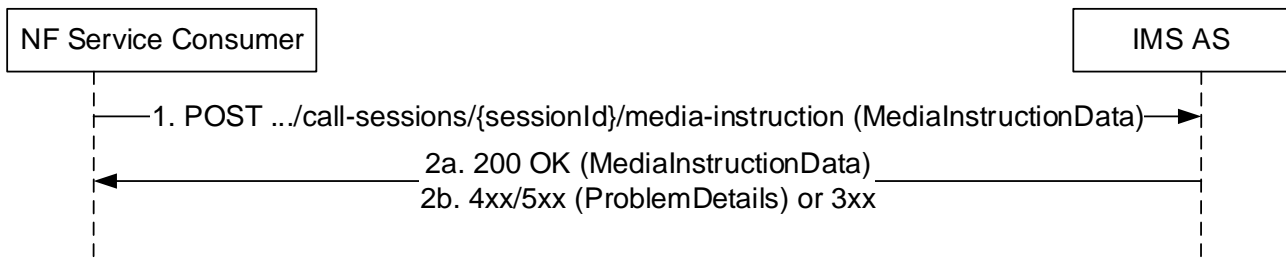 NF Service Consumer
IMS AS
1. POST .../call-sessions/{sessionId}/media-instruction (MediaInstructionData)
2a. 200 OK (MediaInstructionData)
2b. 4xx/5xx (ProblemDetails) or 3xx